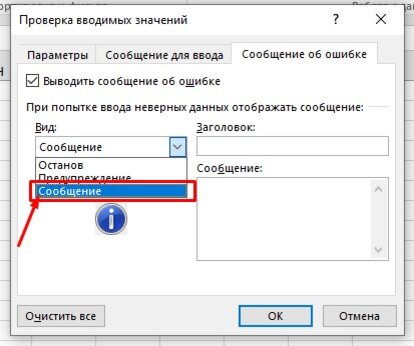 Проверка вводимых значений
? ×
Параметры Сообщение для ввода Сообщение об ошибке
Выводить сообщение об ошибке
При попытке ввода неверных данных отображать сообщение:
Вид: Заголовок:
Сообщение
Останов
Предупреждение Сообщение:
Сообщение
Очистить все ОК Отмена